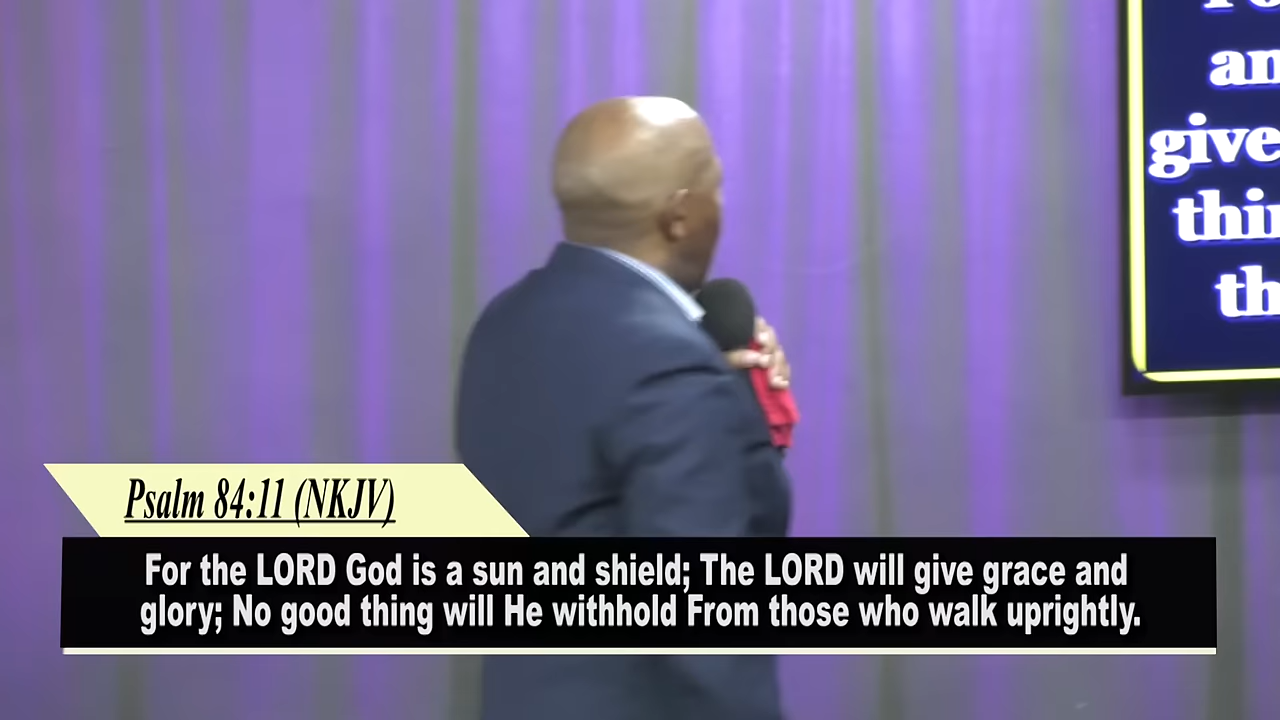 an
give
thin
th
Psalm 84:11 (NKJV)
For the LORD God is a sun and shield; The LORD will give grace and
glory; No good thing will He withhold From those who walk uprightly.